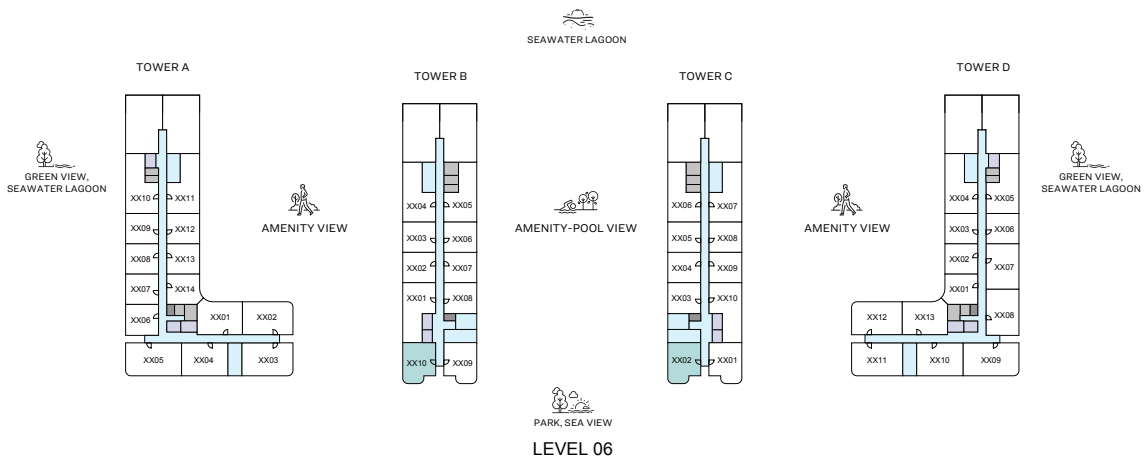 SEAWATER LAGOON
TOWER A
TOWER B
TOWER C
TOWER D
GREEN VIEW,
SEAWATER LAGOON
AMENITY VIEW
AMENITY-POOL VIEW
AMENITY VIEW
GREEN VIEW,
SEAWATER LAGOON
XX10 XX11
XX09 XX12
XX08 XX13
XX07 XX14
XX06 XX01 XX02
XX05 XX04 XX03
XX04 XX05
XX03 XX06
XX02 XX07
XX01 XX08
XX10 XX09
XX06 XX07
XX05 XX08
XX04 XX09
XX03 XX10
XX02 XX01
XX04 XX05
XX03 XX06
XX02 XX07
XX01
XX12 XX13 XX08
XX11 XX10 XX09
PARK, SEA VIEW
LEVEL 06